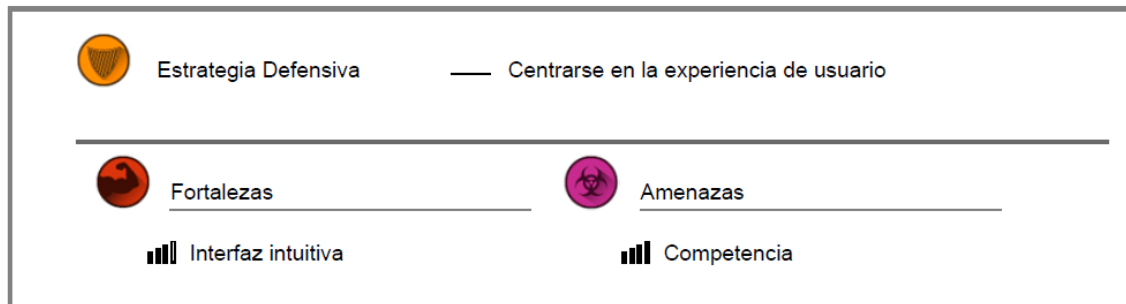 Estrategia Defensiva — Centrarse en la experiencia de usuario
Fortalezas Amenazas
Interfaz intuitiva Competencia